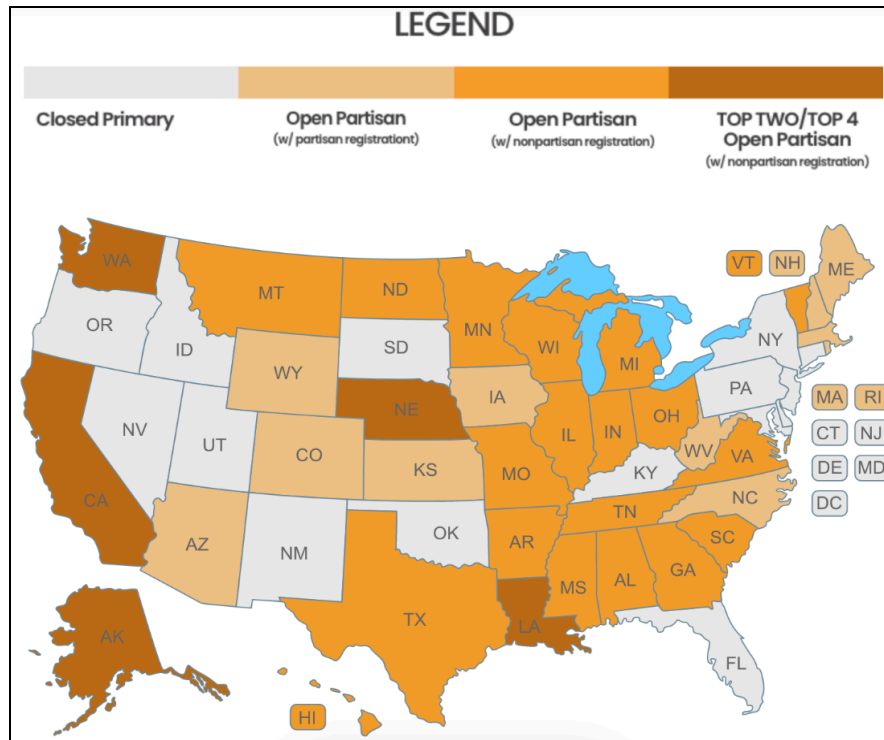 LEGEND
Closed Primary
Open Partisan
(w/ partisan registrationt)
Open Partisan
(w/ nonpartisan registration)
TOP TWO/TOP 4
Open Partisan
(w/ nonpartisan registration)
WA
MT
ND
MN
VT
NH
ME
OR
ID
SD
WI
MI
NY
WY
PA
IA
NE
MA
RI
NV
UT
CO
IL
IN
OH
WV
VA
CT
NJ
KS
MO
KY
DE
MD
CA
NC
DC
AZ
NM
OK
TN
AR
SC
MS
AL
GA
TX
LA
AK
FL
HI